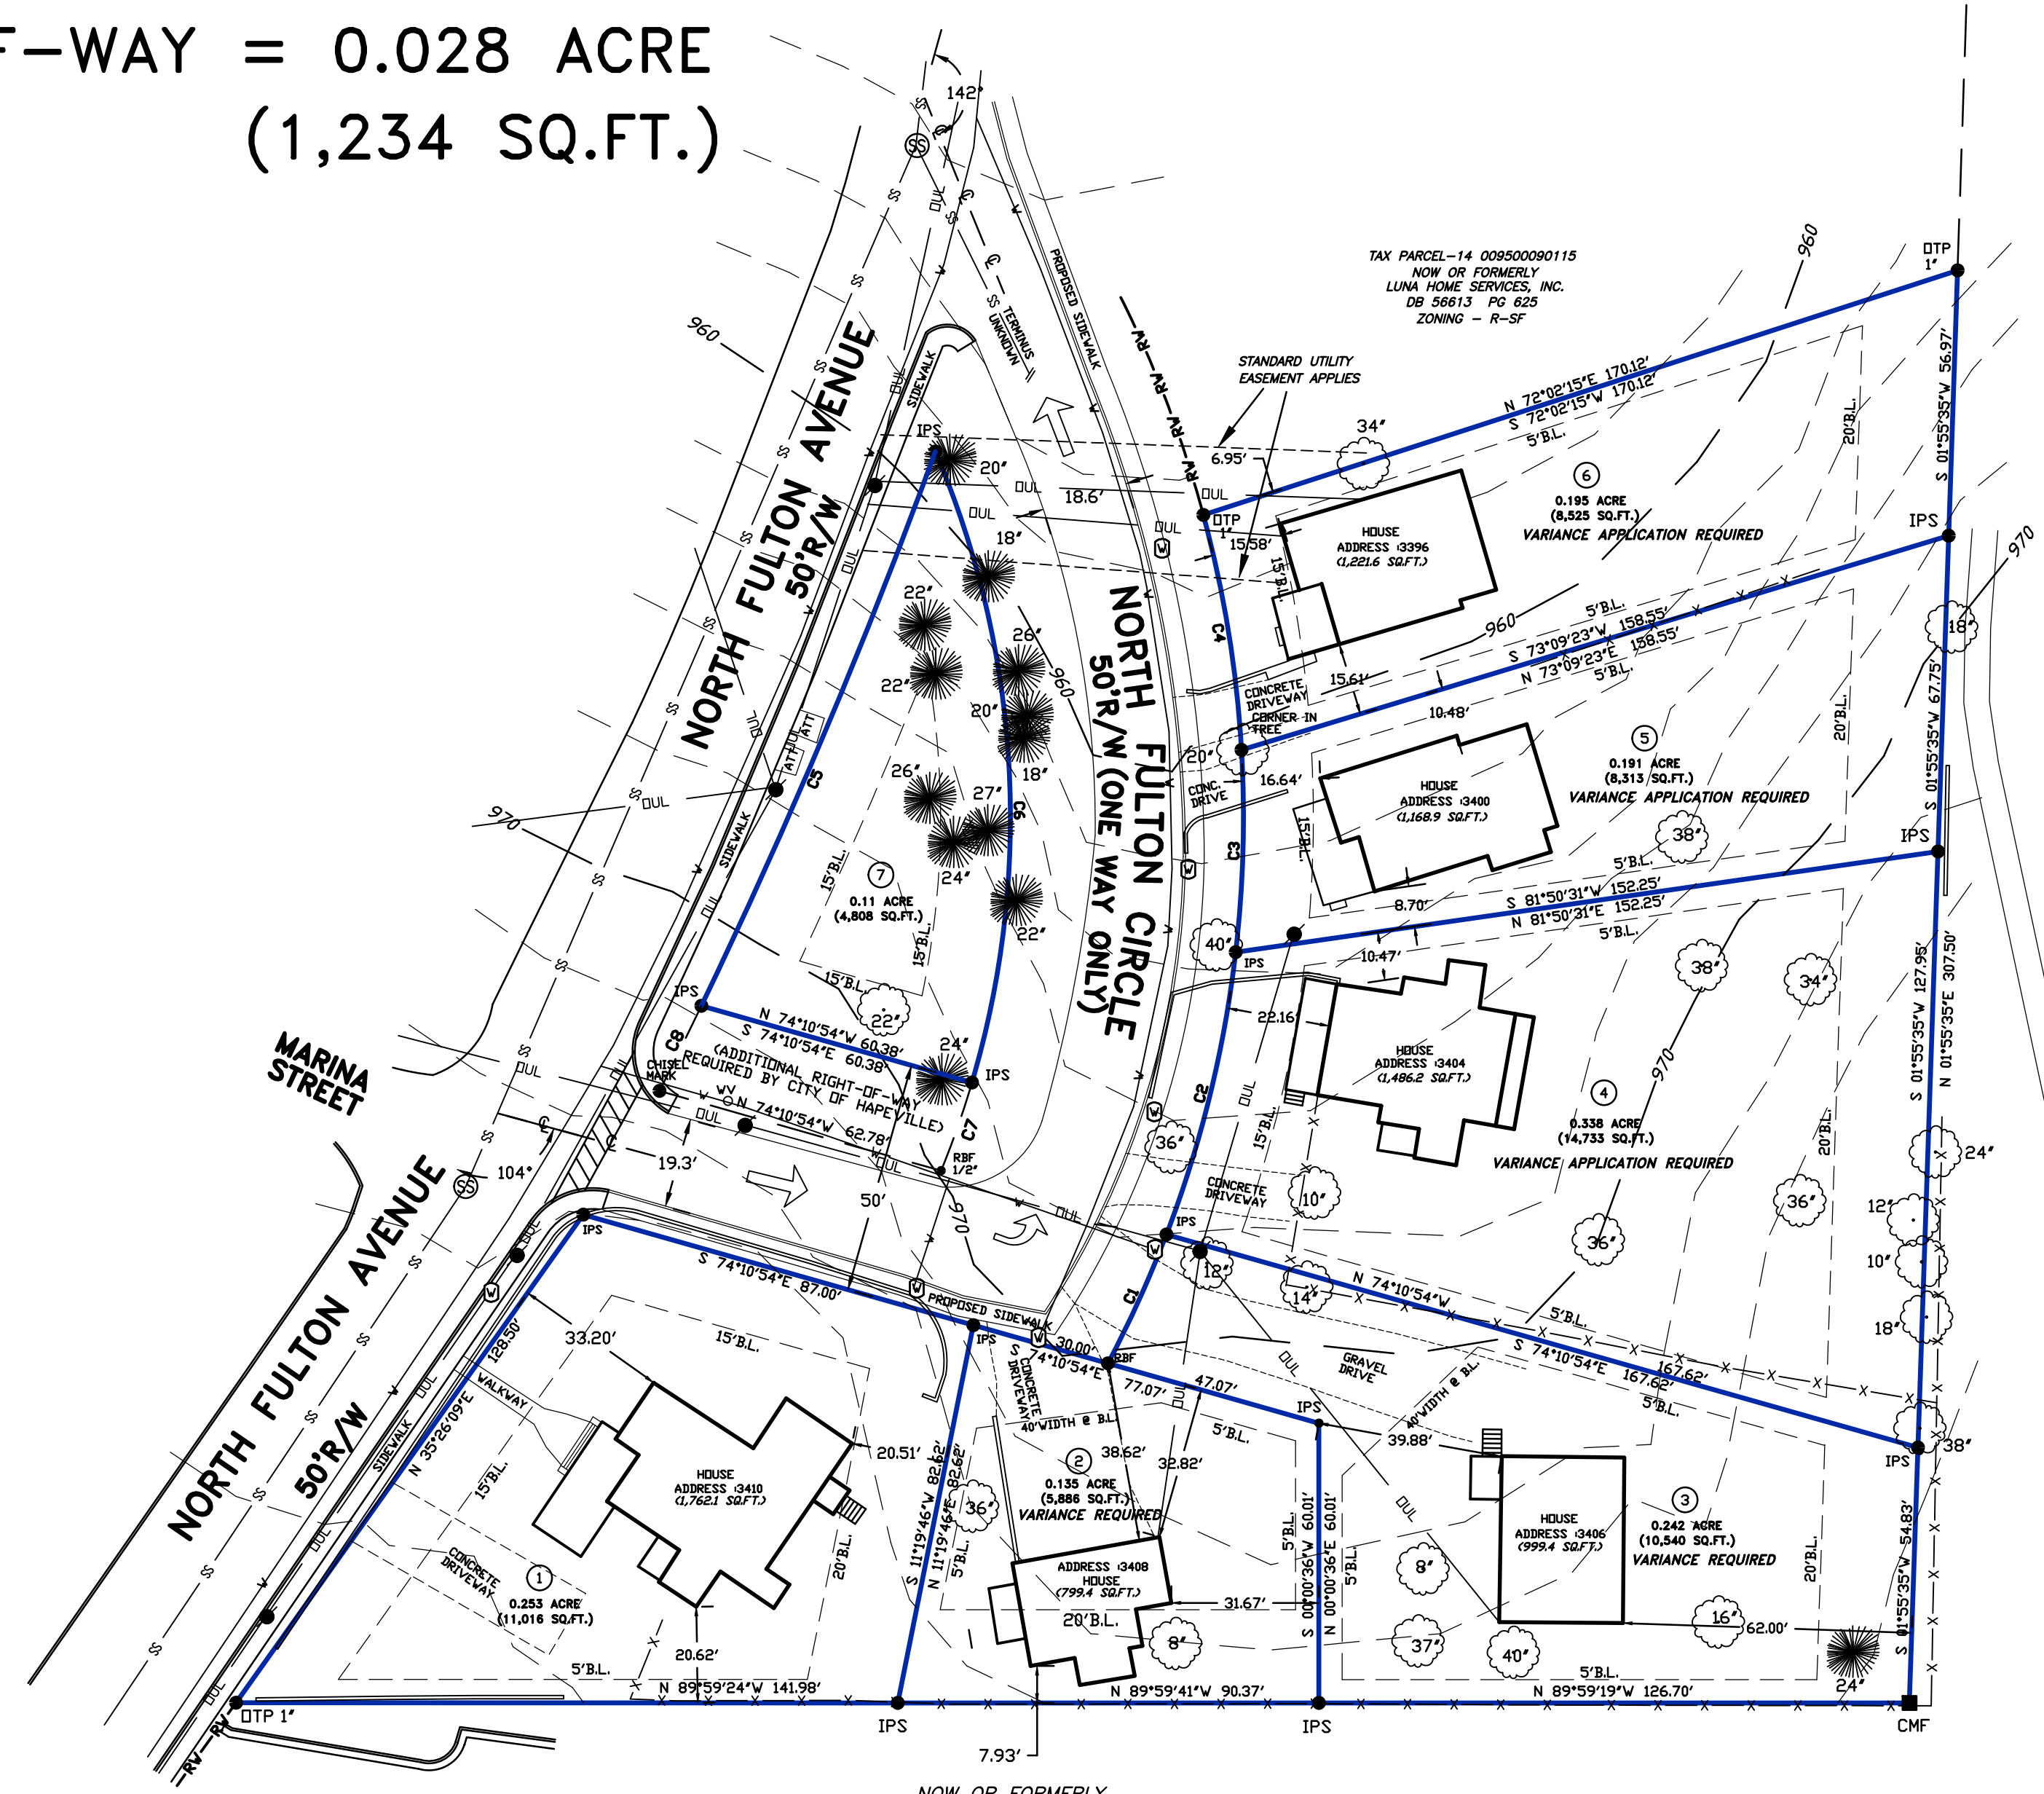 F-WAY = 0.028 ACRE
(1,234 SQ.FT.)
142°
TAX PARCEL-14 009500090115
NOW OR FORMERLY
LUNA HOME SERVICES, INC.
DB 56613 PG 625
ZONING - R-SF
STANDARD UTILITY
EASEMENT APPLIES
OTP
1"
960
960
PROPOSED SIDEWALK
TERMINUS
UNKNOWN
SIDEWALK
NORTH FULTON AVENUE
50'R/W
IPS
20"
18.6'
6.95'
34"
N 72°02'15"E 170.12'
S 72°02'15"W 170.12'
5'B.L.
20'B.L.
S 01°55'35"W 56.97'
6
0.195 ACRE
(8,525 SQ.FT.)
VARIANCE APPLICATION REQUIRED
HOUSE
ADDRESS :3396
(1,221.6 SQ.FT.)
OTP
1"
15.58'
15'B.L.
C4
IPS
970
18"
22"
22"
18"
26"
20"
18"
960
NORTH FULTON CIRCLE
50'R/W (ONE WAY ONLY)
CONCRETE
DRIVEWAY
CORNER IN
TREE
15.61'
10.48'
960
5'B.L.
S 73°09'23"W 158.55'
N 73°09'23"E 158.55'
5'B.L.
S 01°55'35"W 67.75'
20'B.L.
5
0.191 ACRE
(8,313 SQ.FT.)
VARIANCE APPLICATION REQUIRED
HOUSE
ADDRESS :3400
(1,168.9 SQ.FT.)
20"
16.64'
CONC.
DRIVE
15'B.L.
C3
38"
IPS
ATT
ATT
C5
C6
26"
27"
24"
22"
SIDEWALK
970
15'B.L.
7
0.11 ACRE
(4,808 SQ.FT.)
15'B.L.
15'B.L.
22"
8.70'
5'B.L.
S 81°50'31"W 152.25'
N 81°50'31"E 152.25'
5'B.L.
40"
IPS
10.47'
38"
34"
S 01°55'35"W 127.95'
N 01°55'35"E 307.50'
IPS
N 74°10'54"W 60.38'
S 74°10'54"E 60.38'
(ADDITIONAL RIGHT-OF-WAY
REQUIRED BY CITY OF HAPEVILLE)
24"
IPS
C8
CHISEL
MARK
WV
N 74°10'54"W 62.78'
C7
RBF
1/2"
MARINA
STREET
104°
19.3'
50'
970
22.16'
HOUSE
ADDRESS :3404
(1,486.2 SQ.FT.)
C2
15'B.L.
4
0.338 ACRE
(14,733 SQ.FT.)
VARIANCE APPLICATION REQUIRED
970
20'B.L.
24"
36"
CONCRETE
DRIVEWAY
10"
36"
36"
12"
10"
18"
IPS
12"
14"
IPS
S 74°10'54"E 87.00'
PROPOSED SIDEWALK
C1
N 74°10'54"W
167.62'
5'B.L.
S 74°10'54"E 167.62'
5'B.L.
38"
IPS
NORTH FULTON AVENUE
50'R/W
128.50'
N 35°26'09"E
SIDEWALK
WALKWAY
33.20'
15'B.L.
15'B.L.
IPS
30.00'
S 74°10'54"E
77.07'
47.07'
RBF
GRAVEL
DRIVE
40'WIDTH @ B.L.
CONCRETE
DRIVEWAY
40'WIDTH @ B.L.
5'B.L.
IPS
39.88'
38.62'
32.82'
HOUSE
ADDRESS :3410
(1,762.1 SQ.FT.)
20.51'
S 11°19'46"W 82.62'
N 11°19'46"E 82.62'
5'B.L.
36"
2
0.135 ACRE
(5,886 SQ.FT.)
VARIANCE REQUIRED
5'B.L.
S 00°00'36"W 60.01'
N 00°00'36"E 60.01'
5'B.L.
HOUSE
ADDRESS :3406
(999.4 SQ.FT.)
3
0.242 ACRE
(10,540 SQ.FT.)
VARIANCE REQUIRED
20'B.L.
S 01°55'35"W 54.83'
CONCRETE
DRIVEWAY
1
0.253 ACRE
(11,016 SQ.FT.)
20'B.L.
ADDRESS :3408
HOUSE
(799.4 SQ.FT.)
20'B.L.
31.67'
8"
8"
37"
40"
16"
62.00'
24"
20.62'
5'B.L.
5'B.L.
N 89°59'24"W 141.98'
N 89°59'41"W 90.37'
N 89°59'19"W 126.70'
OTP 1"
IPS
IPS
CMF
7.93'
NOW OR FORMERLY